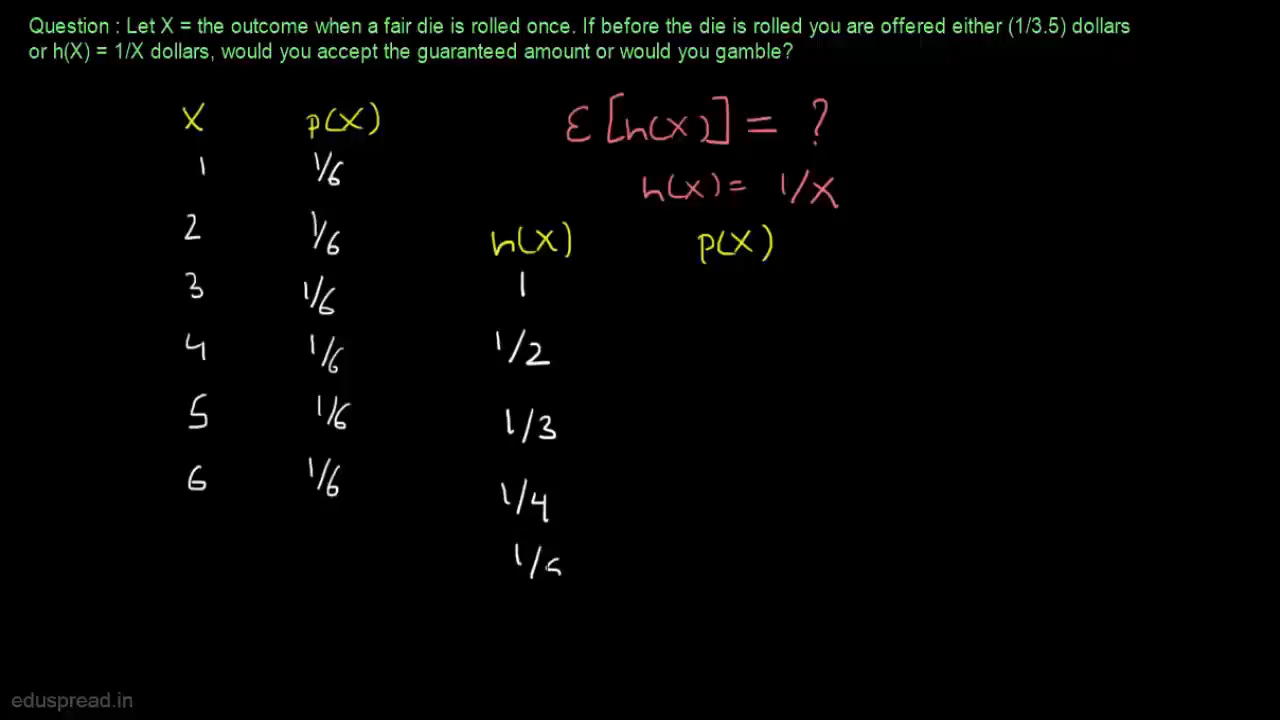 Question : Let X = the outcome when a fair die is rolled once. If before the die is rolled you are offered either (1/3.5) dollars
or h(X) = 1/X dollars, would you accept the guaranteed amount or would you gamble?
X p(X) E[h(X)] = ?
1 1/6 h(X) = 1/X
2 1/6 h(X) p(X)
3 1/6 1
4 1/6 1/2
5 1/6 1/3
6 1/6 1/4
1/5
eduspread.in